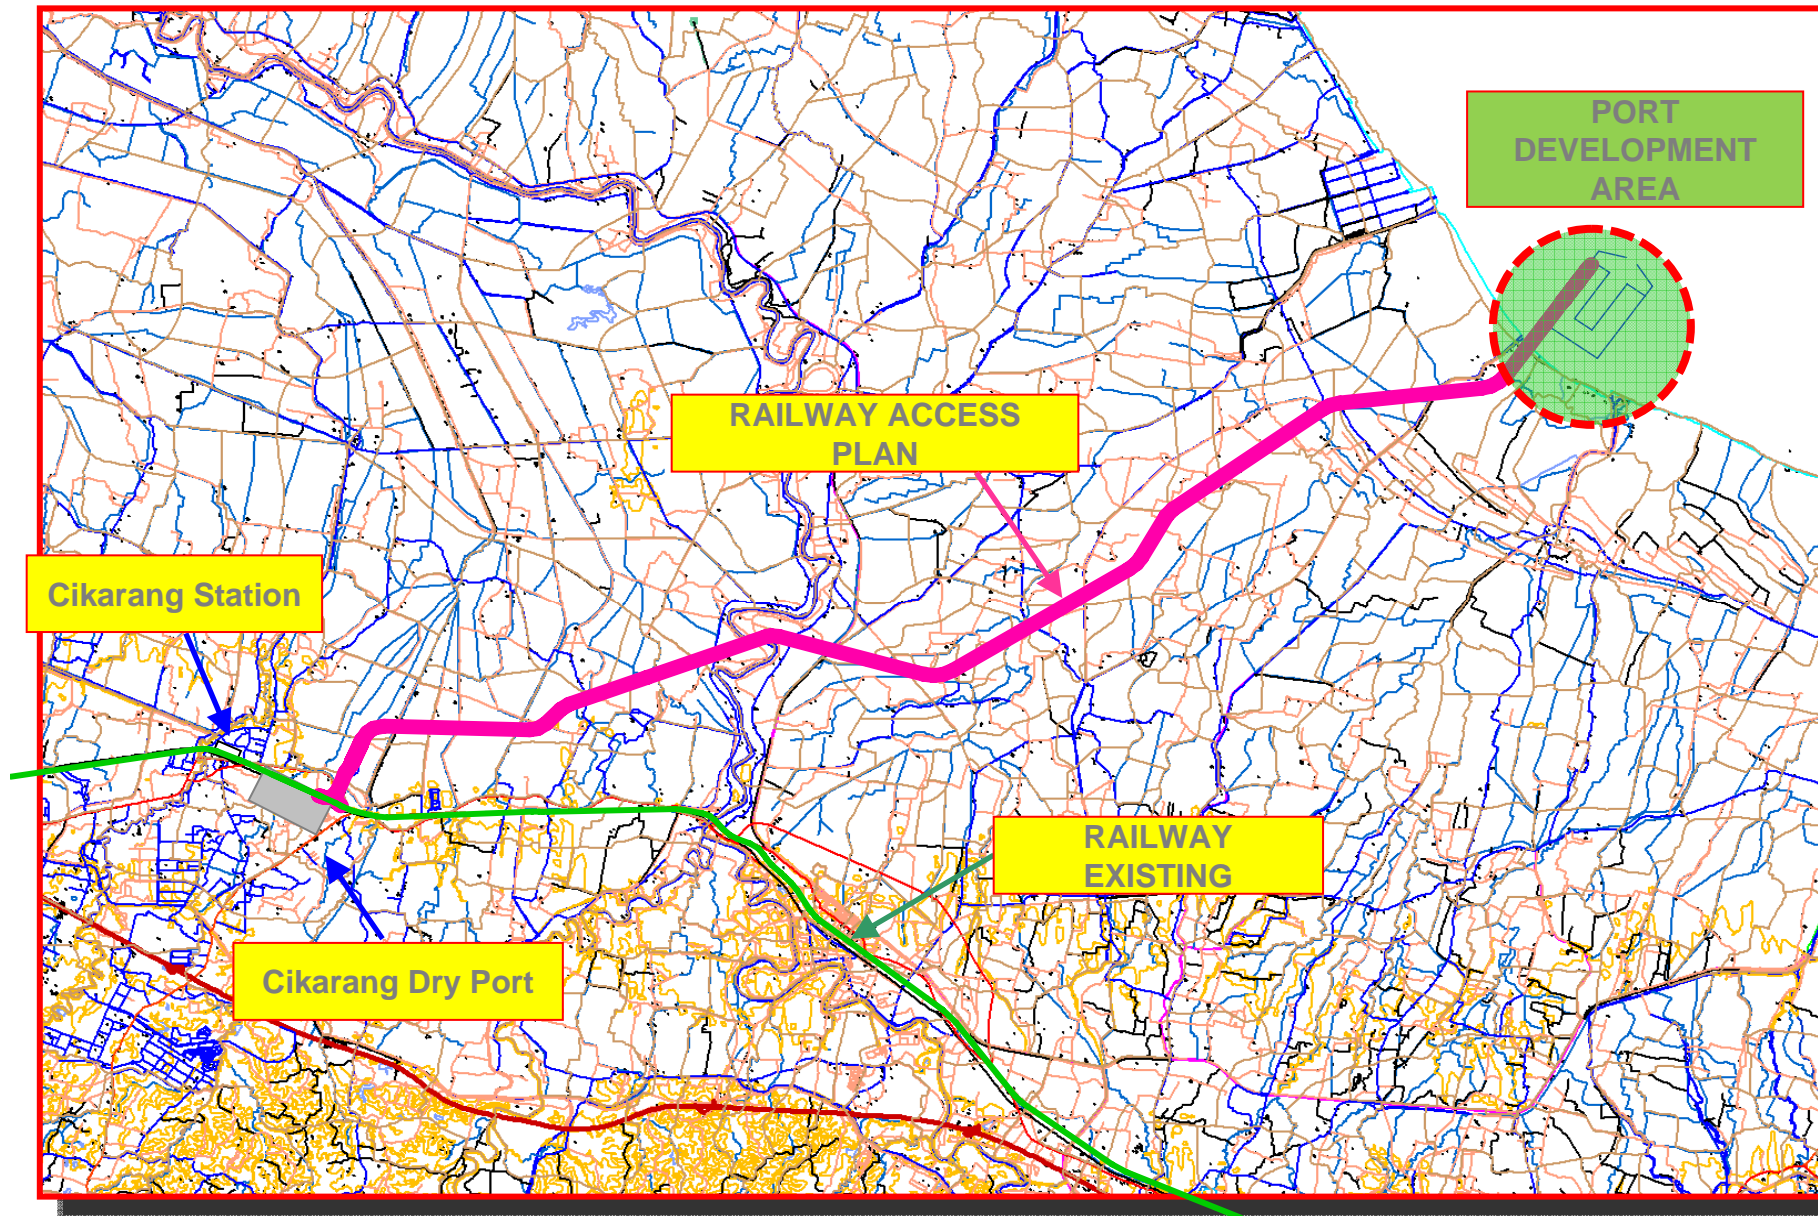 PORT
DEVELOPMENT
AREA
RAILWAY ACCESS
PLAN
Cikarang Station
RAILWAY
EXISTING
Cikarang Dry Port